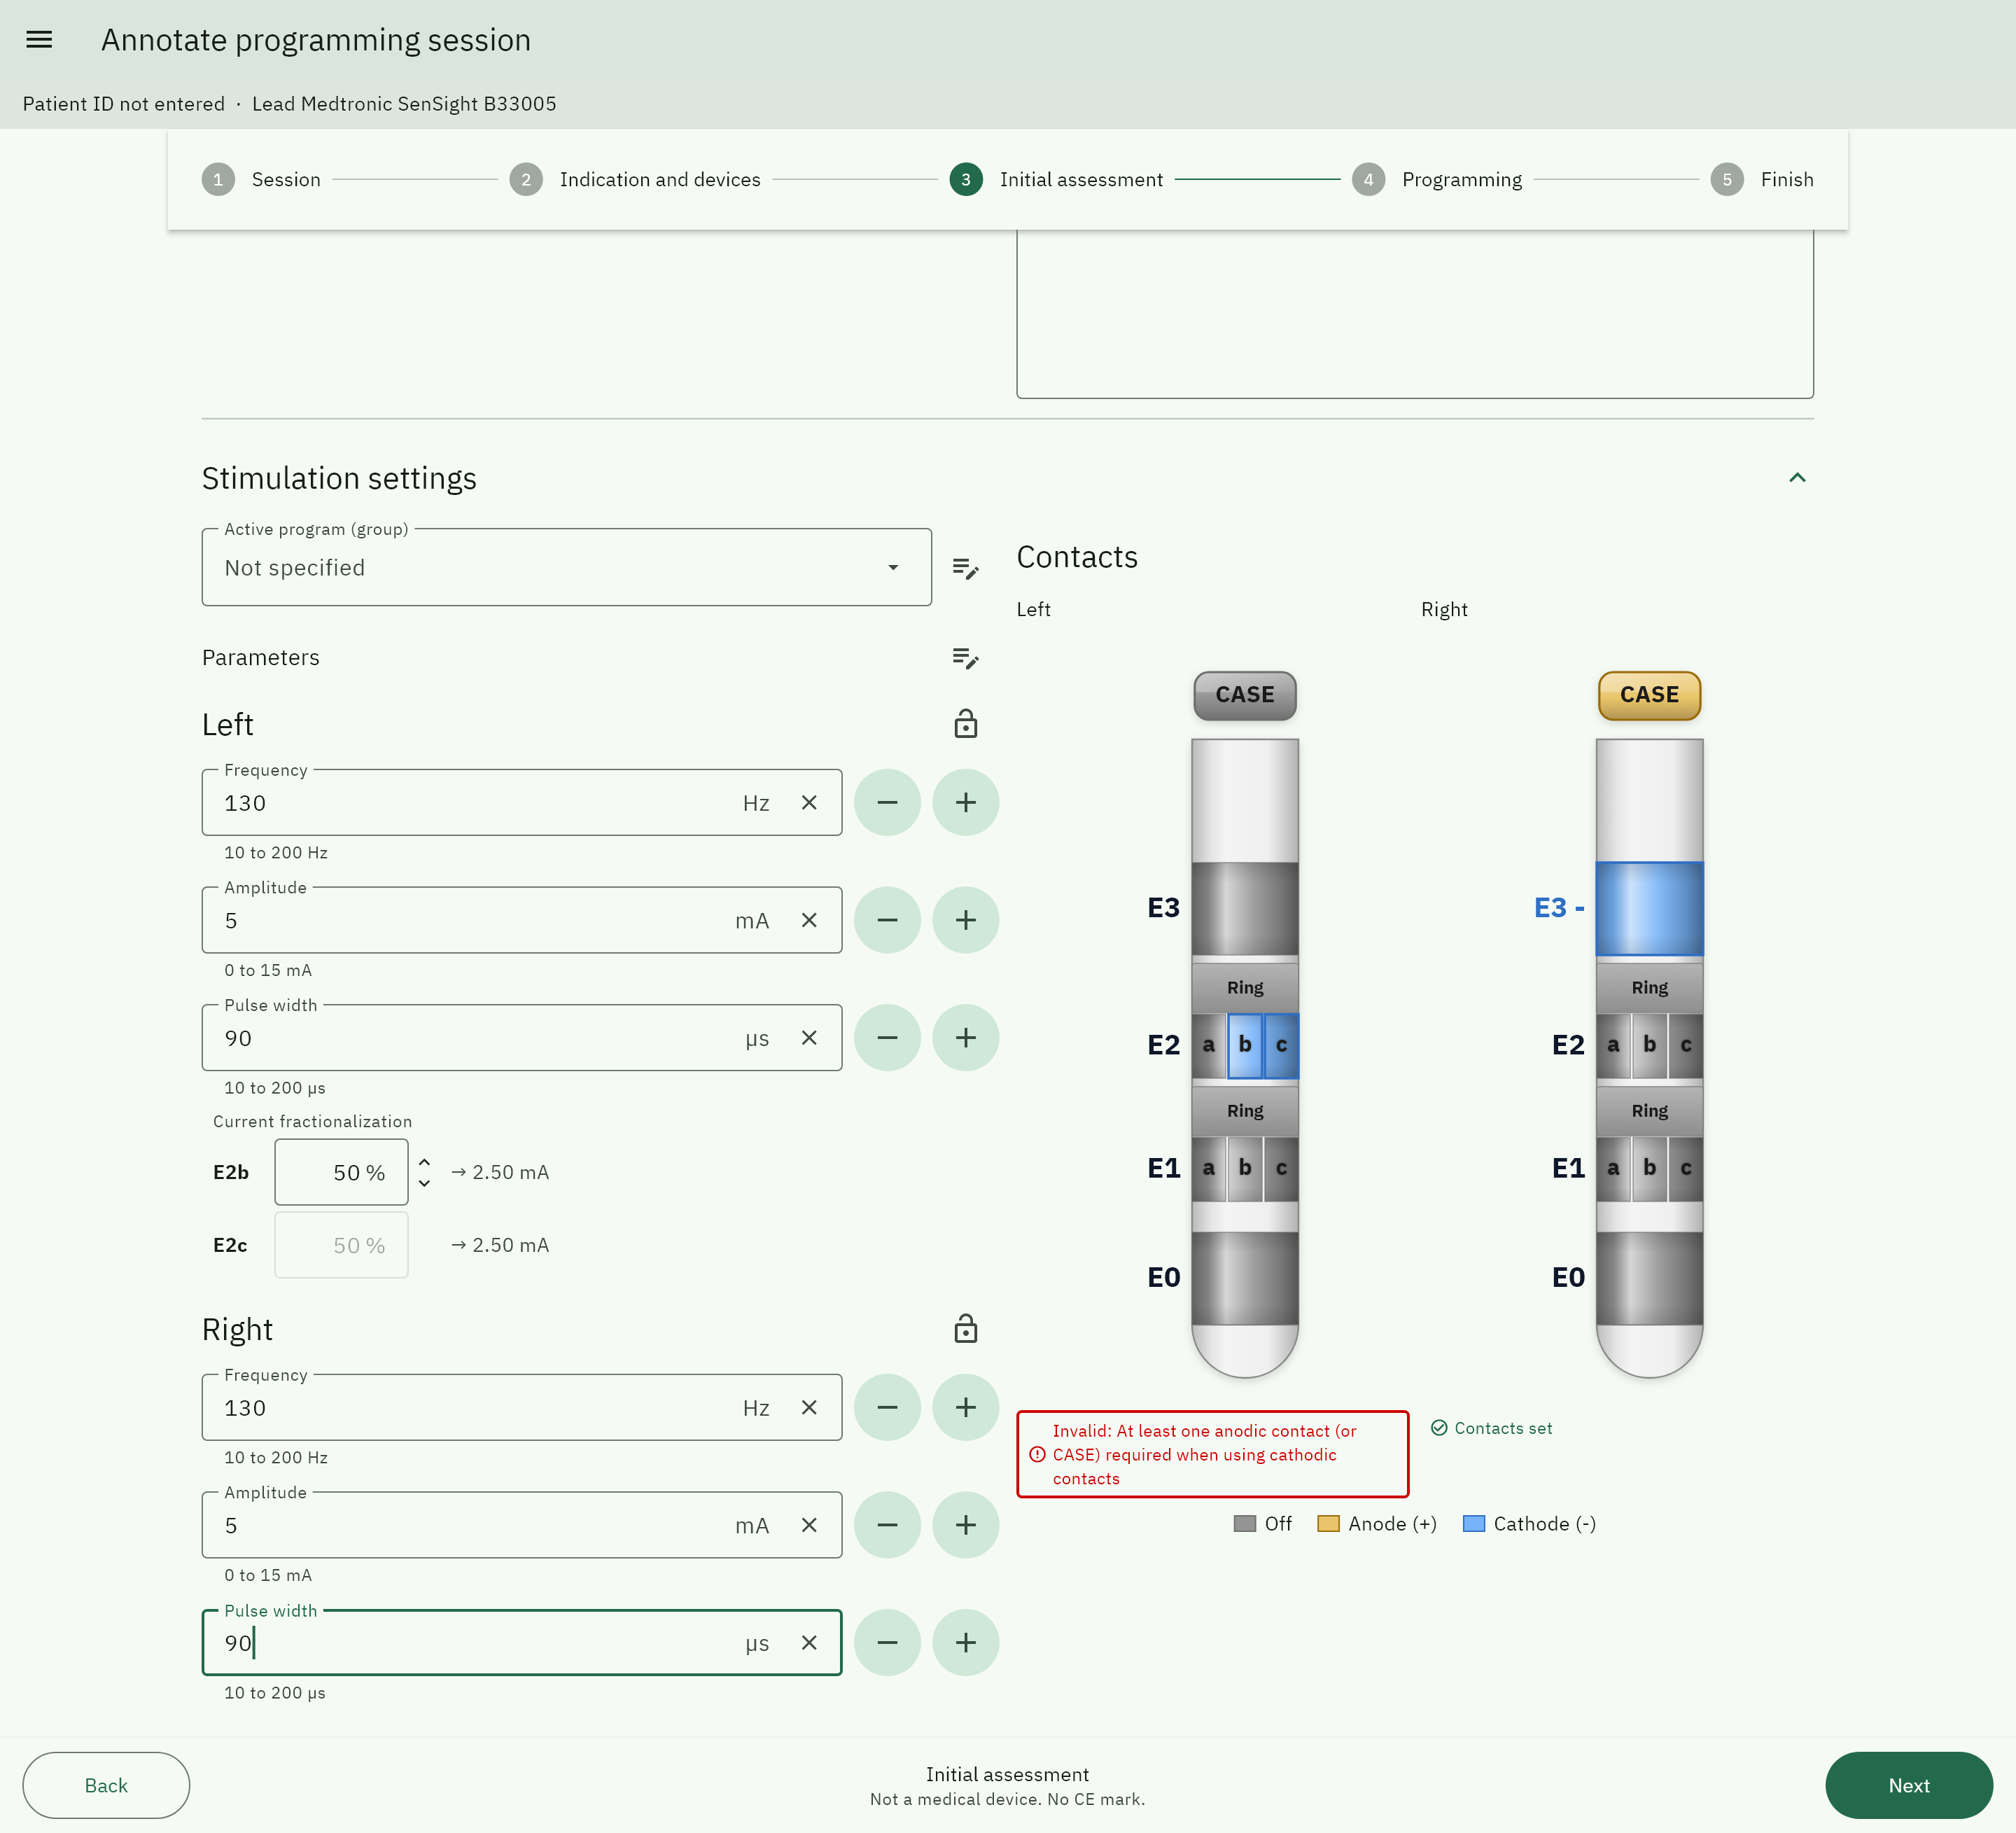 Annotate programming session
Patient ID not entered · Lead Medtronic SenSight B33005
1 Session
2 Indication and devices
3 Initial assessment
4 Programming
5 Finish
Stimulation settings
Active program (group)
Not specified
Parameters
Left
Frequency
130 Hz
10 to 200 Hz
Amplitude
5 mA
0 to 15 mA
Pulse width
90 µs
10 to 200 µs
Current fractionalization
E2b 50 % → 2.50 mA
E2c 50 % → 2.50 mA
Right
Frequency
130 Hz
10 to 200 Hz
Amplitude
5 mA
0 to 15 mA
Pulse width
90 µs
10 to 200 µs
Contacts
Left
CASE
E3
Ring
E2 a b c
Ring
E1 a b c
E0
Invalid: At least one anodic contact (or
CASE) required when using cathodic
contacts
Right
CASE
E3 -
Ring
E2 a b c
Ring
E1 a b c
E0
Contacts set
Off Anode (+) Cathode (-)
Back
Initial assessment
Not a medical device. No CE mark.
Next